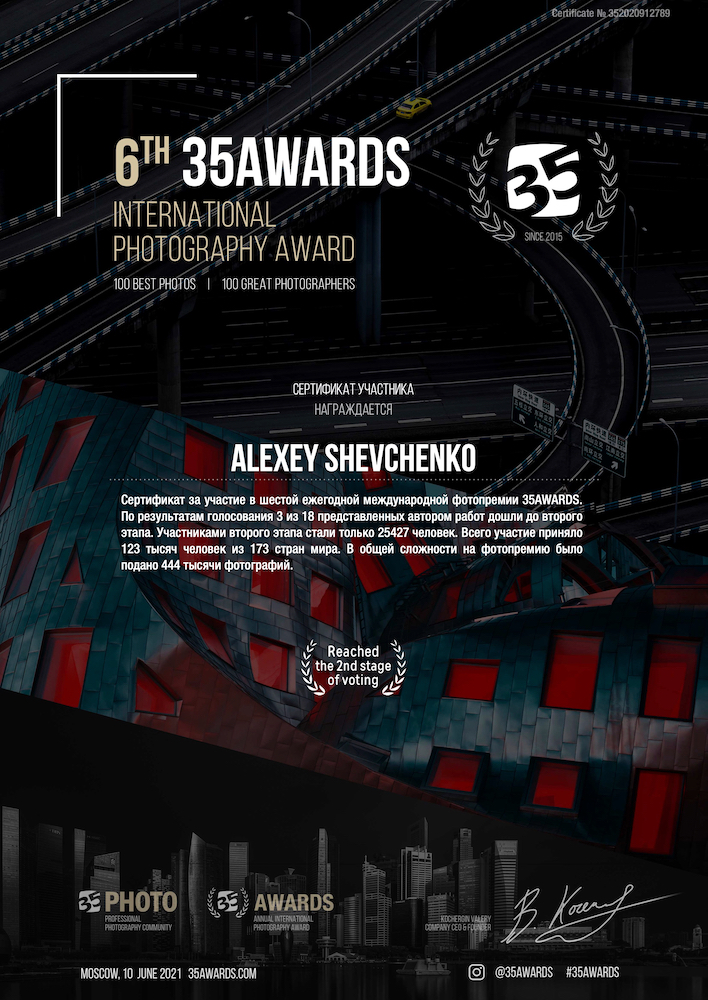 Certificate № 352020912789
6TH 35AWARDS
INTERNATIONAL
PHOTOGRAPHY AWARD
100 BEST PHOTOS | 100 GREAT PHOTOGRAPHERS
35
SINCE 2015
СЕРТИФИКАТ УЧАСТНИКА
НАГРАЖДАЕТСЯ
ALEXEY SHEVCHENKO
Сертификат за участие в шестой ежегодной международной фотопремии 35AWARDS.
По результатам голосования 3 из 18 представленных автором работ дошли до второго
этапа. Участниками второго этапа стали только 25427 человек. Всего участие приняло
123 тысяч человек из 173 стран мира. В общей сложности на фотопремию было
подано 444 тысячи фотографий.
Reached
the 2nd stage
of voting
35 PHOTO
PROFESSIONAL
PHOTOGRAPHY COMMUNITY
35 AWARDS
ANNUAL INTERNATIONAL
PHOTOGRAPHY AWARD
KOCHERGIN VALERY
COMPANY CEO & FOUNDER
MOSCOW, 10 JUNE 2021 35AWARDS.COM
@35AWARDS #35AWARDS